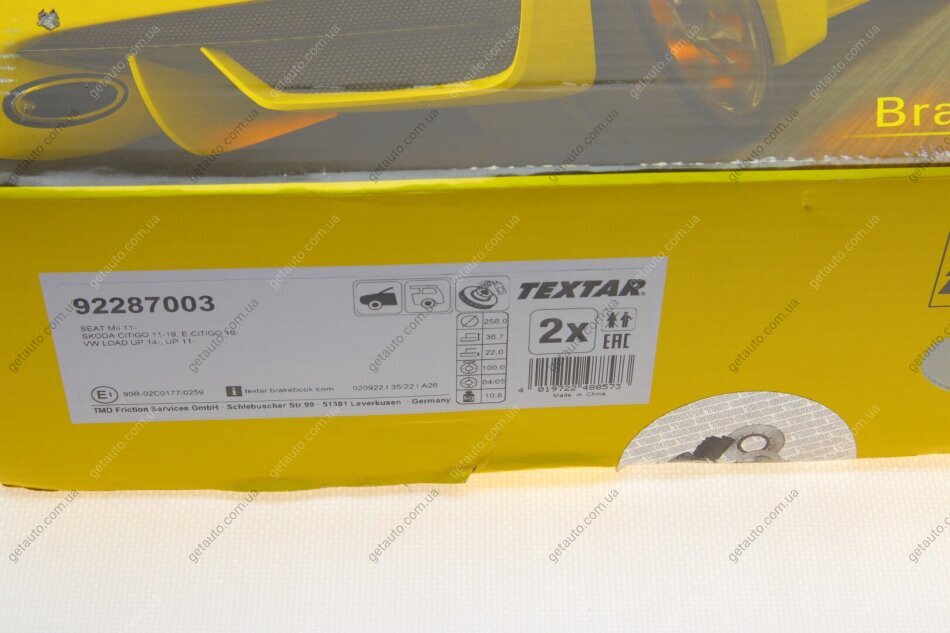 Bra
92287003
SEAT Mii 11-
SKODA CITIGO 11-19, E-CITIGO 19-
VW LOAD UP 14-, UP 11-
E1 90R-02C0177/0259
i textar.brakebook.com
020922 I 35/22 I A26
TMD Friction Services GmbH · Schlebuscher Str.99 · 51381 Leverkusen · Germany
256,0
36,7
22,0
100,0
04/05
KG 10,8
TEXTAR
2x
EAC
4 019722 488573
Made in China
getauto.com.ua